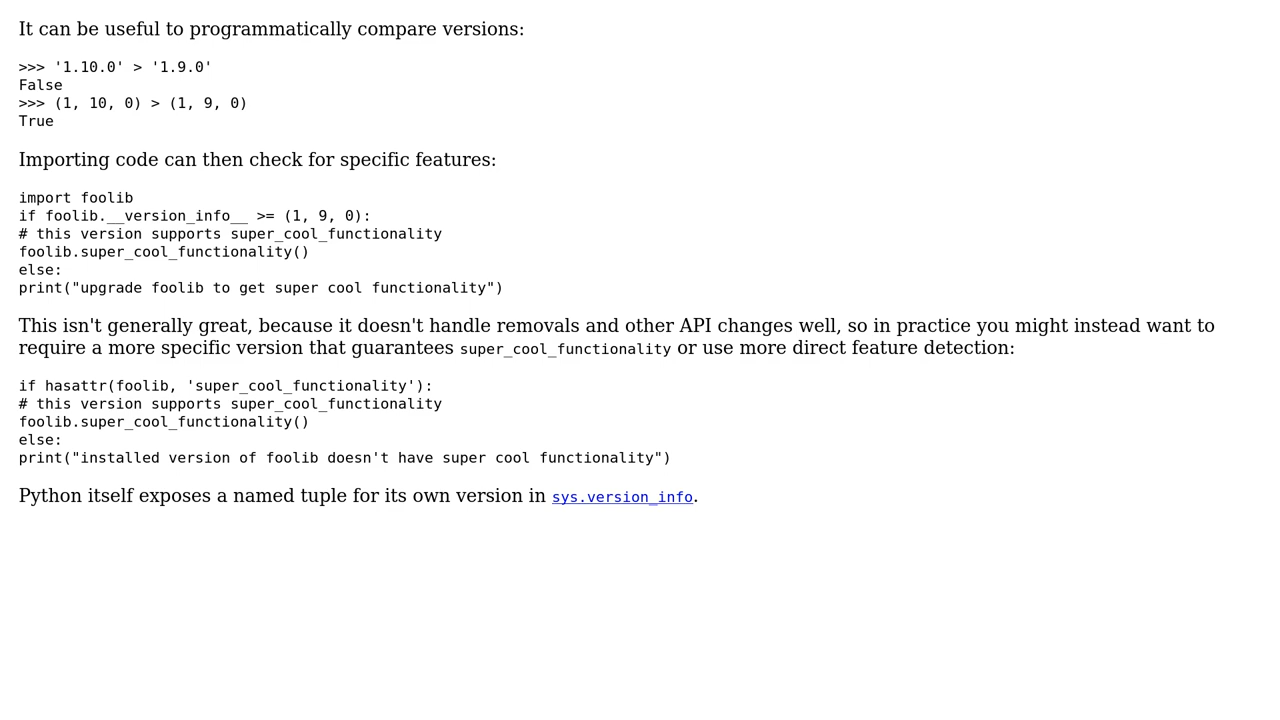 It can be useful to programmatically compare versions:
>>> '1.10.0' > '1.9.0'
False
>>> (1, 10, 0) > (1, 9, 0)
True
Importing code can then check for specific features:
import foolib
if foolib.__version_info__ >= (1, 9, 0):
# this version supports super_cool_functionality
foolib.super_cool_functionality()
else:
print("upgrade foolib to get super cool functionality")
This isn't generally great, because it doesn't handle removals and other API changes well, so in practice you might instead want to
require a more specific version that guarantees super_cool_functionality or use more direct feature detection:
if hasattr(foolib, 'super_cool_functionality'):
# this version supports super_cool_functionality
foolib.super_cool_functionality()
else:
print("installed version of foolib doesn't have super cool functionality")
Python itself exposes a named tuple for its own version in sys.version_info.